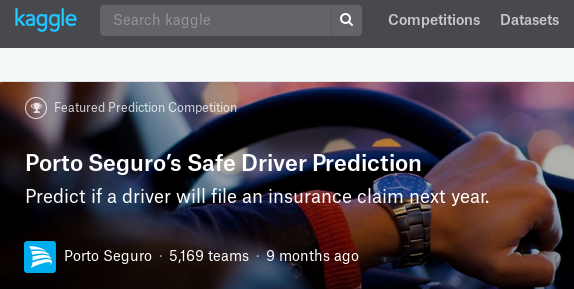 kaggle
Search kaggle
Competitions
Datasets
Featured Prediction Competition
Porto Seguro’s Safe Driver Prediction
Predict if a driver will file an insurance claim next year.
Porto Seguro · 5,169 teams · 9 months ago